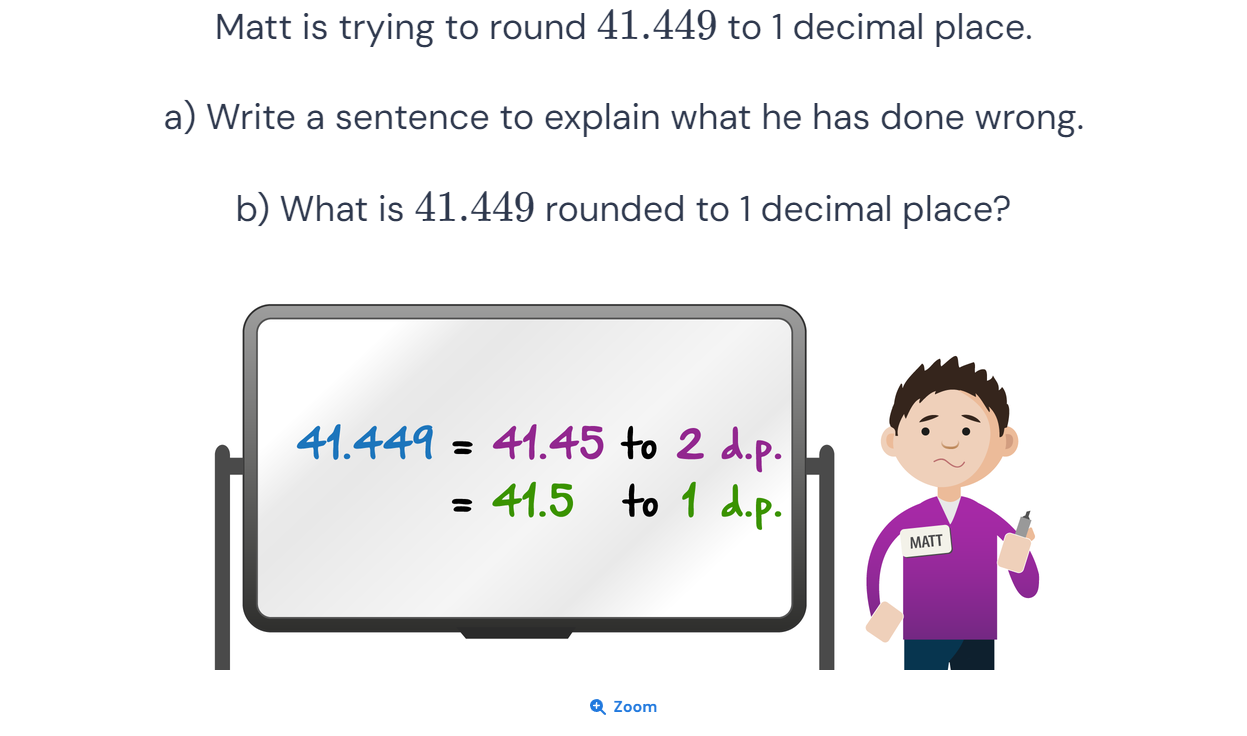 Matt is trying to round 41.449 to 1 decimal place.
a) Write a sentence to explain what he has done wrong.
b) What is 41.449 rounded to 1 decimal place?
41.449 = 41.45 to 2 d.p.
= 41.5 to 1 d.p.
MATT
Zoom